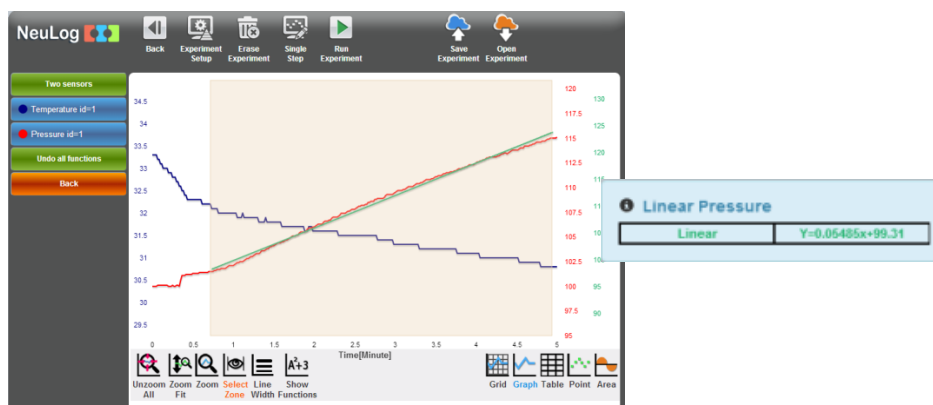 NeuLog
Back
Experiment Setup
Erase Experiment
Single Step
Run Experiment
Save Experiment
Open Experiment
Two sensors
Temperature id=1
Pressure id=1
Undo all functions
Back
34.5
34
33.5
33
32.5
32
31.5
31
30.5
30
29.5
120
117.5
115
112.5
110
107.5
105
102.5
100
97.5
95
130
125
120
95
90
0 0.5 1 1.5 2 2.5 3 3.5 4 4.5 5
Time[Minute]
Linear Pressure
Linear Y=0.05485x+99.31
Unzoom All
Zoom Fit
Zoom
Select Zone
Line Width
A²+3
Show Functions
Grid
Graph
Table
Point
Area